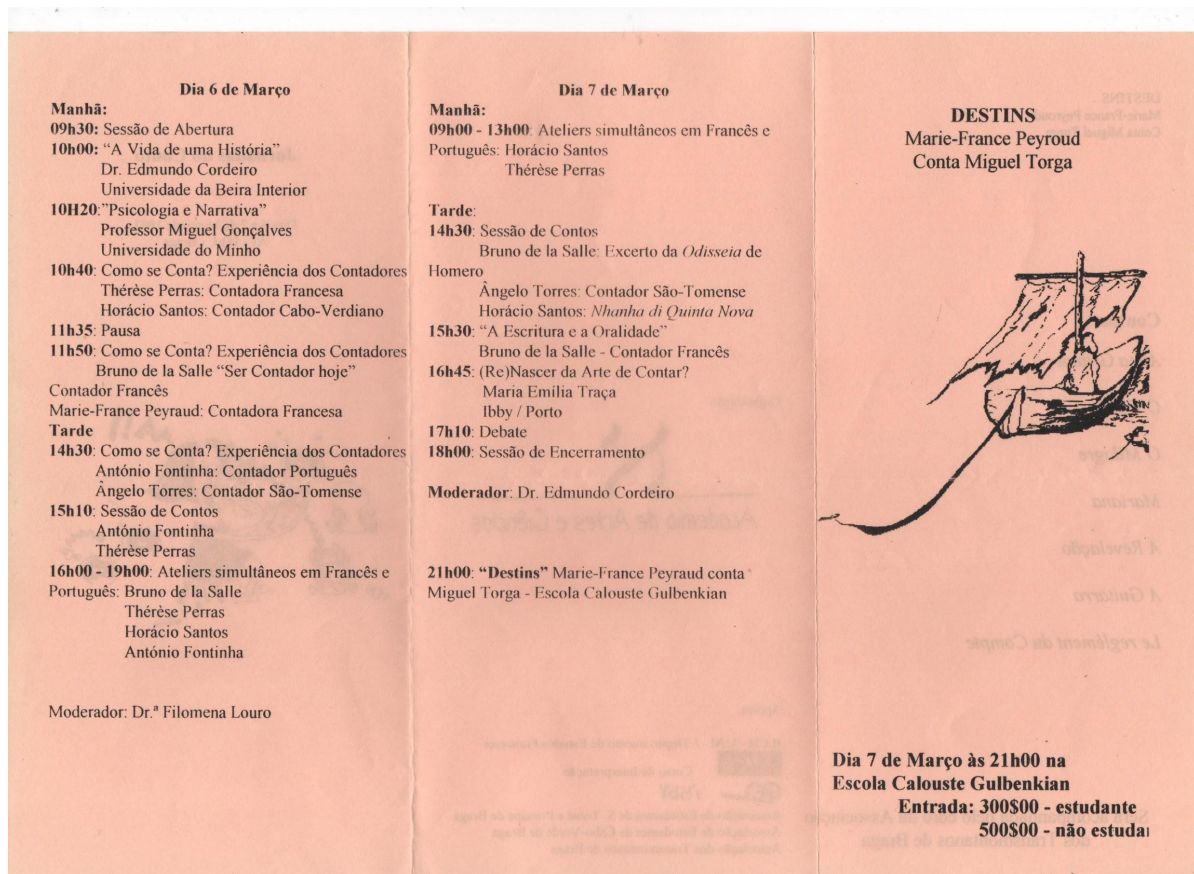 Dia 6 de Março
Manhã:
09h30: Sessão de Abertura
10h00: “A Vida de uma História”
Dr. Edmundo Cordeiro
Universidade da Beira Interior
10H20:”Psicologia e Narrativa”
Professor Miguel Gonçalves
Universidade do Minho
10h40: Como se Conta? Experiência dos Contadores
Thérèse Perras: Contadora Francesa
Horácio Santos: Contador Cabo-Verdiano
11h35: Pausa
11h50: Como se Conta? Experiência dos Contadores
Bruno de la Salle “Ser Contador hoje”
Contador Francês
Marie-France Peyraud: Contadora Francesa
Tarde
14h30: Como se Conta? Experiência dos Contadores
António Fontinha: Contador Português
Ângelo Torres: Contador São-Tomense
15h10: Sessão de Contos
António Fontinha
Thérèse Perras
16h00 - 19h00: Ateliers simultâneos em Francês e
Português: Bruno de la Salle
Thérèse Perras
Horácio Santos
António Fontinha
Moderador: Dr.ª Filomena Louro
Dia 7 de Março
Manhã:
09h00 - 13h00: Ateliers simultâneos em Francês e
Português: Horácio Santos
Thérèse Perras
Tarde:
14h30: Sessão de Contos
Bruno de la Salle: Excerto da Odisseia de
Homero
Ângelo Torres: Contador São-Tomense
Horácio Santos: Nhanha di Quinta Nova
15h30: “A Escritura e a Oralidade”
Bruno de la Salle - Contador Francês
16h45: (Re)Nascer da Arte de Contar?
Maria Emília Traça
Ibby / Porto
17h10: Debate
18h00: Sessão de Encerramento
Moderador: Dr. Edmundo Cordeiro
21h00: “Destins” Marie-France Peyraud conta
Miguel Torga - Escola Calouste Gulbenkian
DESTINS
Marie-France Peyroud
Conta Miguel Torga
Dia 7 de Março às 21h00 na
Escola Calouste Gulbenkian
Entrada: 300$00 - estudante
500$00 - não estuda